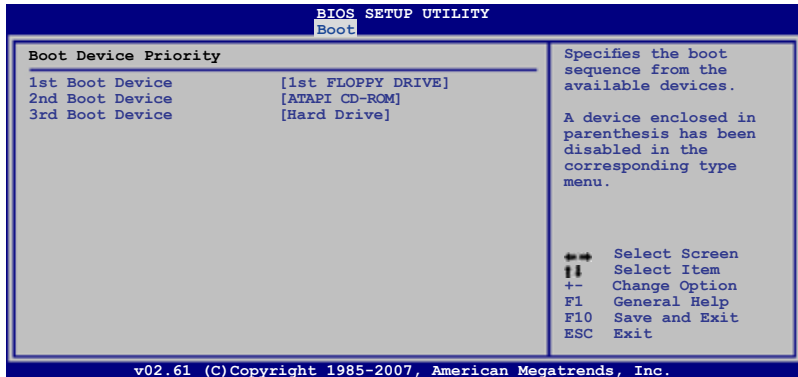 BIOS SETUP UTILITY
Boot
Boot Device Priority
1st Boot Device [1st FLOPPY DRIVE]
2nd Boot Device [ATAPI CD-ROM]
3rd Boot Device [Hard Drive]
Specifies the boot
sequence from the
available devices.
A device enclosed in
parenthesis has been
disabled in the
corresponding type
menu.
Select Screen
Select Item
+- Change Option
F1 General Help
F10 Save and Exit
ESC Exit
v02.61 (C)Copyright 1985-2007, American Megatrends, Inc.